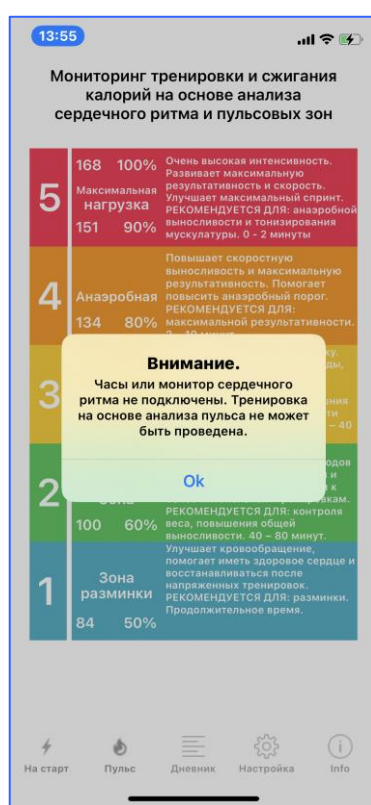 13:55
Мониторинг тренировки и сжигания
калорий на основе анализа
сердечного ритма и пульсовых зон
5
168 100%
Максимальная
нагрузка
151 90%
Очень высокая интенсивность.
Развивает максимальную
результативность и скорость.
Улучшает максимальный спринт.
РЕКОМЕНДУЕТСЯ ДЛЯ: анаэробной
выносливости и тонизирования
мускулатуры. 0 - 2 минуты
4
Анаэробная
134 80%
Повышает скоростную
выносливость и максимальную
результативность. Помогает
повысить анаэробный порог.
РЕКОМЕНДУЕТСЯ ДЛЯ:
максимальной результативности.
Внимание.
Часы или монитор сердечного
ритма не подключены. Тренировка
на основе анализа пульса не может
быть проведена.
Ok
3
– 40
2
100 60%
РЕКОМЕНДУЕТСЯ ДЛЯ: контроля
веса, повышения общей
выносливости. 40 – 80 минут.
1
Зона
разминки
84 50%
Улучшает кровообращение,
помогает иметь здоровое сердце и
восстанавливаться после
напряженных тренировок.
РЕКОМЕНДУЕТСЯ ДЛЯ: разминки.
Продолжительное время.
На старт
Пульс
Дневник
Настройка
Info